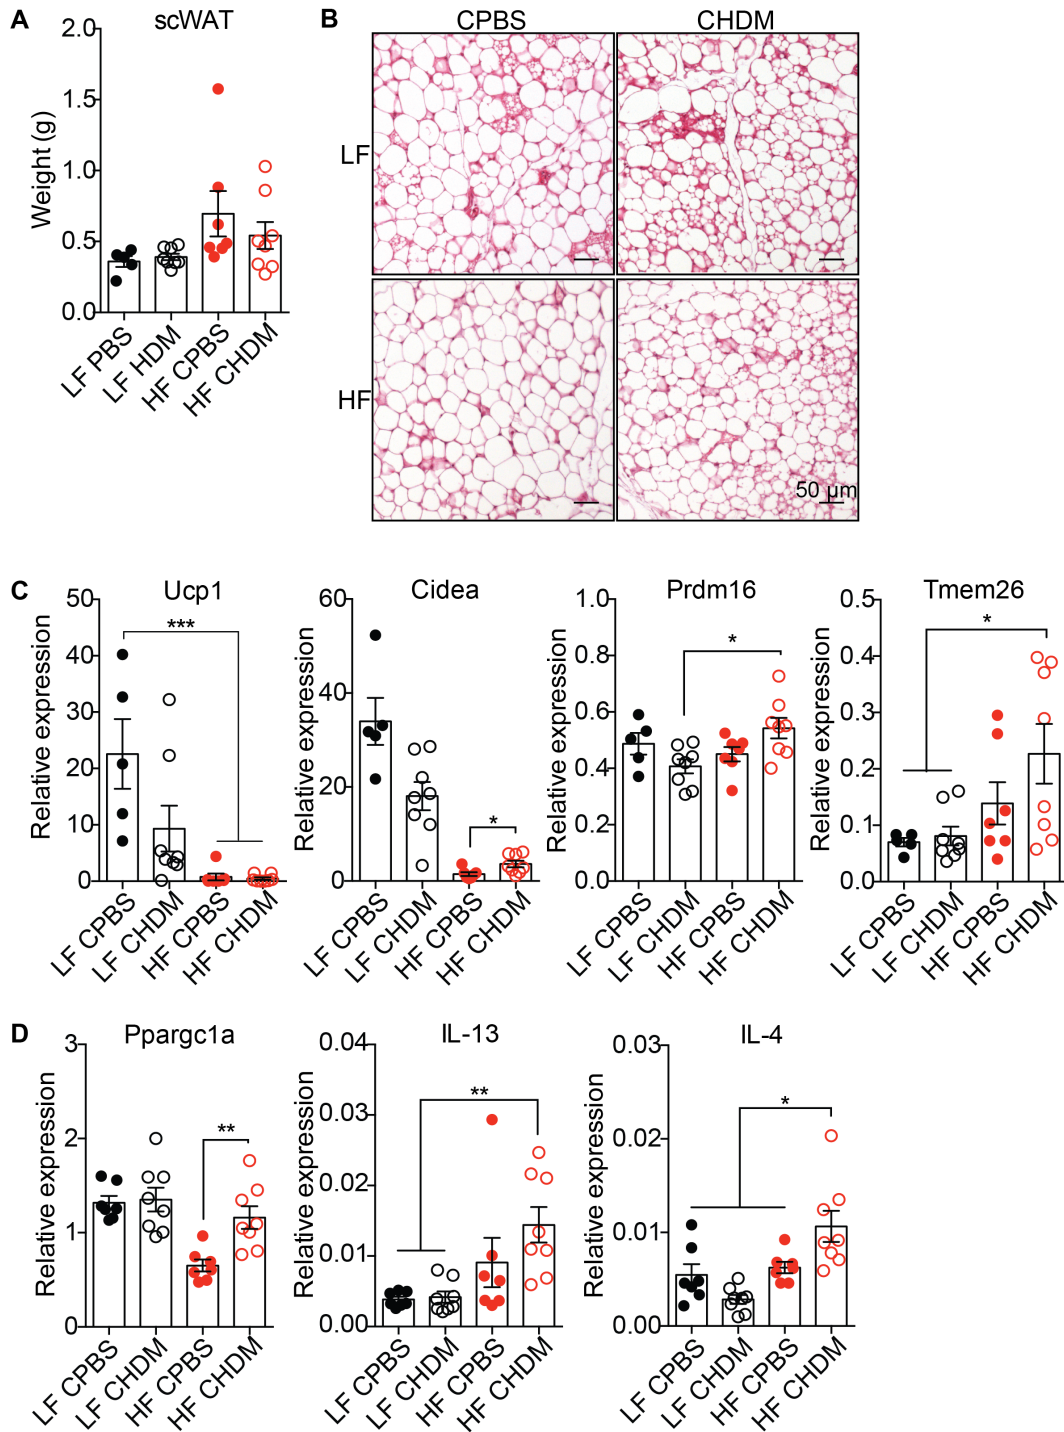 A
scWAT
Weight (g)
2.0
1.5
1.0
0.5
0.0
LF PBS
LF HDM
HF CPBS
HF CHDM
B
CPBS
CHDM
LF
HF
50 µm
C
Ucp1
Relative expression
50
40
30
20
10
0
***
LF CPBS
LF CHDM
HF CPBS
HF CHDM
Cidea
Relative expression
60
40
20
0
*
LF CPBS
LF CHDM
HF CPBS
HF CHDM
Prdm16
Relative expression
1.0
0.8
0.6
0.4
0.2
0.0
*
LF CPBS
LF CHDM
HF CPBS
HF CHDM
Tmem26
Relative expression
0.5
0.4
0.3
0.2
0.1
0.0
*
LF CPBS
LF CHDM
HF CPBS
HF CHDM
D
Ppargc1a
Relative expression
3
2
1
0
**
LF CPBS
LF CHDM
HF CPBS
HF CHDM
IL-13
Relative expression
0.04
0.03
0.02
0.01
0.00
**
LF CPBS
LF CHDM
HF CPBS
HF CHDM
IL-4
Relative expression
0.03
0.02
0.01
0.00
*
LF CPBS
LF CHDM
HF CPBS
HF CHDM